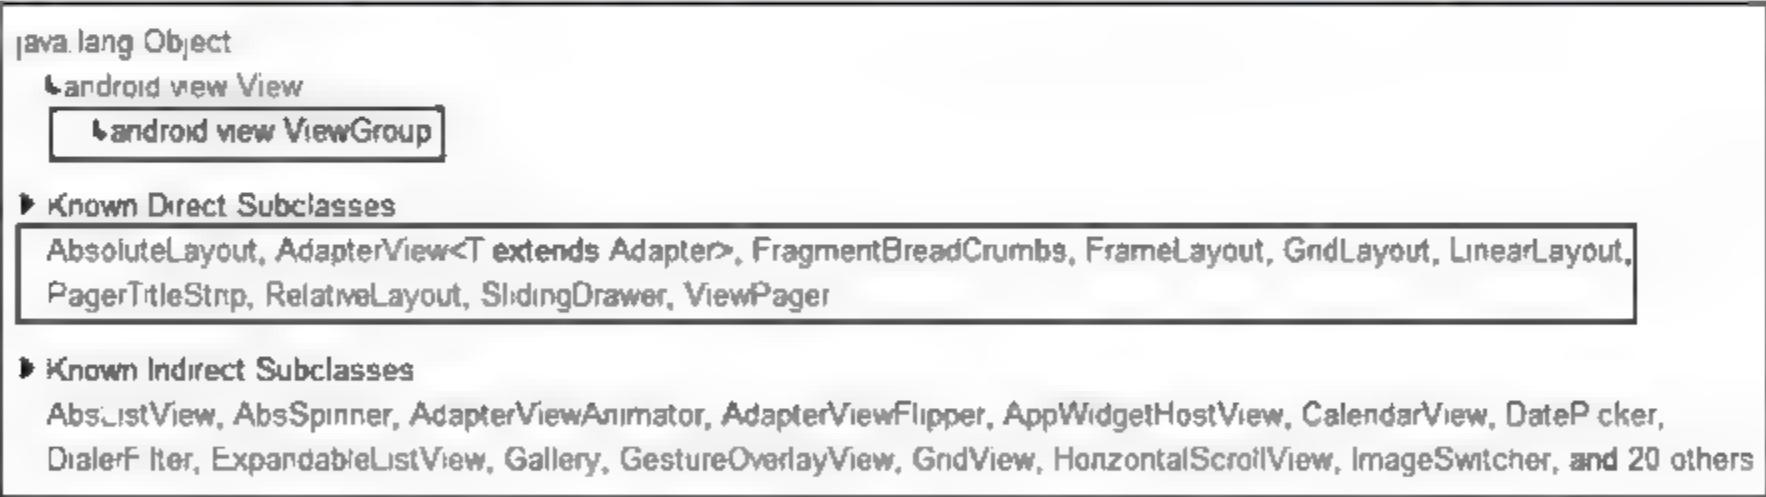 java.lang.Object
↳android.view.View
↳android.view.ViewGroup
▶ Known Direct Subclasses
AbsoluteLayout, AdapterView<T extends Adapter>, FragmentBreadCrumbs, FrameLayout, GridLayout, LinearLayout,
PagerTitleStrip, RelativeLayout, SlidingDrawer, ViewPager
▶ Known Indirect Subclasses
AbsListView, AbsSpinner, AdapterViewAnimator, AdapterViewFlipper, AppWidgetHostView, CalendarView, DatePicker,
DialerFilter, ExpandableListView, Gallery, GestureOverlayView, GridView, HorizontalScrollView, ImageSwitcher, and 20 others